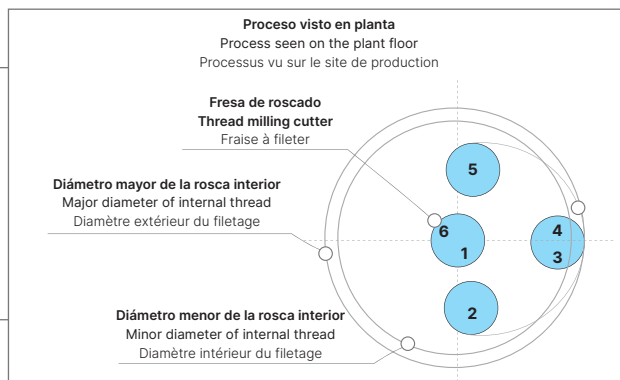 Proceso visto en planta
Process seen on the plant floor
Processus vu sur le site de production
Fresa de roscado
Thread milling cutter
Fraise à fileter
5
Diámetro mayor de la rosca interior
Major diameter of internal thread
Diamètre extérieur du filetage
6
1
4
3
2
Diámetro menor de la rosca interior
Minor diameter of internal thread
Diamètre intérieur du filetage